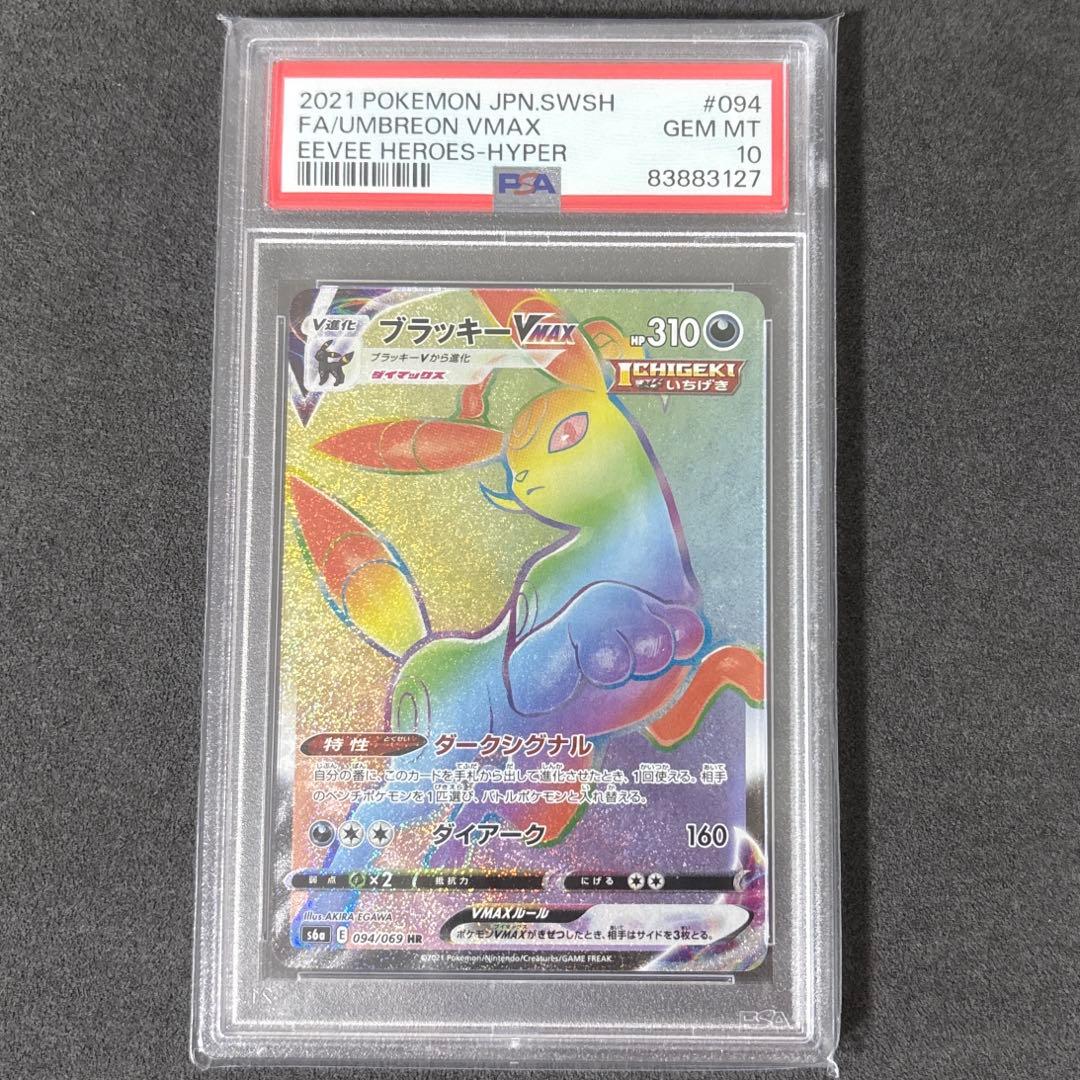 2021 POKEMON JPN.SWSH #094
FA/UMBREON VMAX GEM MT
EEVEE HEROES-HYPER 10
PSA 83883127
V進化 ブラッキーVMAX HP310
ブラッキーVから進化
ダイマックス
ICHIGEKI
いちげき
特性 とくせい ダークシグナル
自分の番に、このカードを手札から出して進化させたとき、1回使える。相手
のベンチポケモンを1匹選び、バトルポケモンと入れ替える。
ダイアーク 160
弱点 ×2 抵抗力 にげる
Illus.AKIRA EGAWA
VMAXルール
s6a E 094/069 HR
ポケモンVMAXがきぜつしたとき、相手はサイドを3枚とる。
©2021 Pokémon/Nintendo/Creatures/GAME FREAK.
PSA